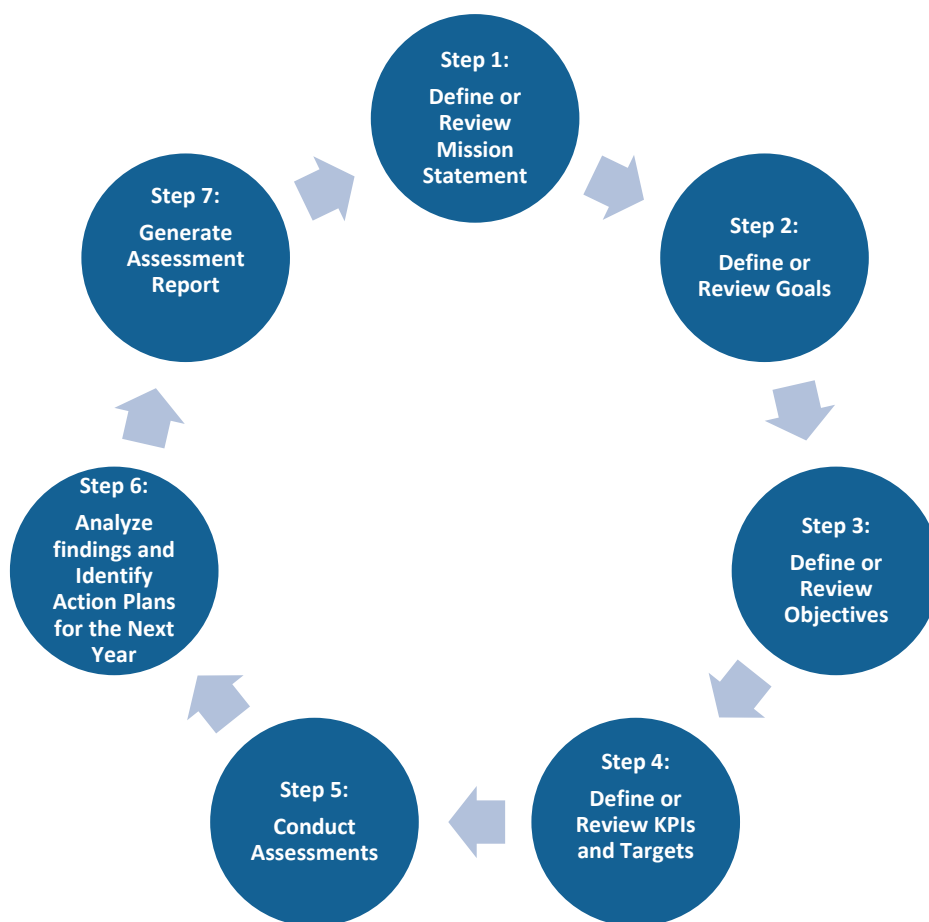 Step 1:
Define or
Review
Mission
Statement
Step 2:
Define or
Review Goals
Step 3:
Define or
Review
Objectives
Step 4:
Define or
Review KPIs
and Targets
Step 5:
Conduct
Assessments
Step 6:
Analyze
findings and
Identify
Action Plans
for the Next
Year
Step 7:
Generate
Assessment
Report